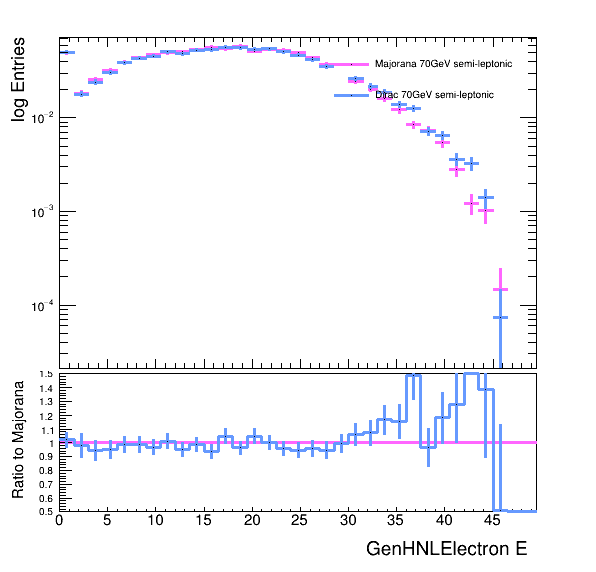 log Entries
Majorana 70GeV semi-leptonic
Dirac 70GeV semi-leptonic
10⁻²
10⁻³
10⁻⁴
Ratio to Majorana
1.5
1.4
1.3
1.2
1.1
1
0.9
0.8
0.7
0.6
0.5
0 5 10 15 20 25 30 35 40 45
GenHNLElectron E